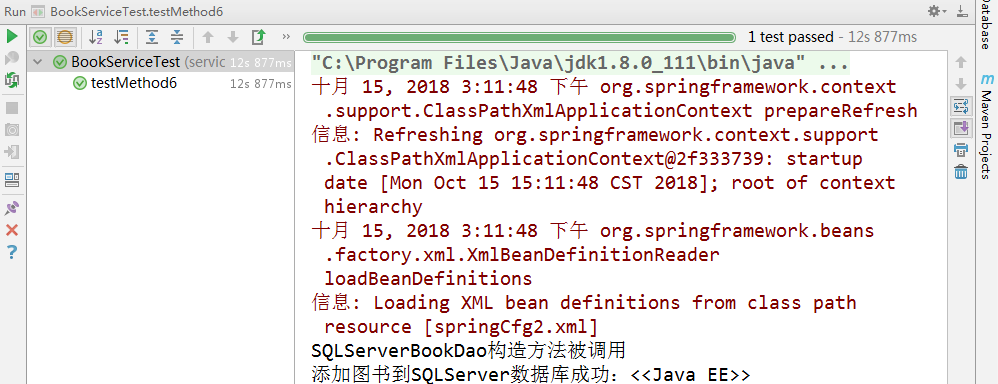 Run BookServiceTest.testMethod6
1 test passed - 12s 877ms
BookServiceTest (servic 12s 877ms
testMethod6 12s 877ms
"C:\Program Files\Java\jdk1.8.0_111\bin\java" ...
十月 15, 2018 3:11:48 下午 org.springframework.context
.support.ClassPathXmlApplicationContext prepareRefresh
信息: Refreshing org.springframework.context.support
.ClassPathXmlApplicationContext@2f333739: startup
date [Mon Oct 15 15:11:48 CST 2018]; root of context
hierarchy
十月 15, 2018 3:11:48 下午 org.springframework.beans
.factory.xml.XmlBeanDefinitionReader
loadBeanDefinitions
信息: Loading XML bean definitions from class path
resource [springCfg2.xml]
SQLServerBookDao构造方法被调用
添加图书到SQLServer数据库成功: <<Java EE>>
Database
Maven Projects